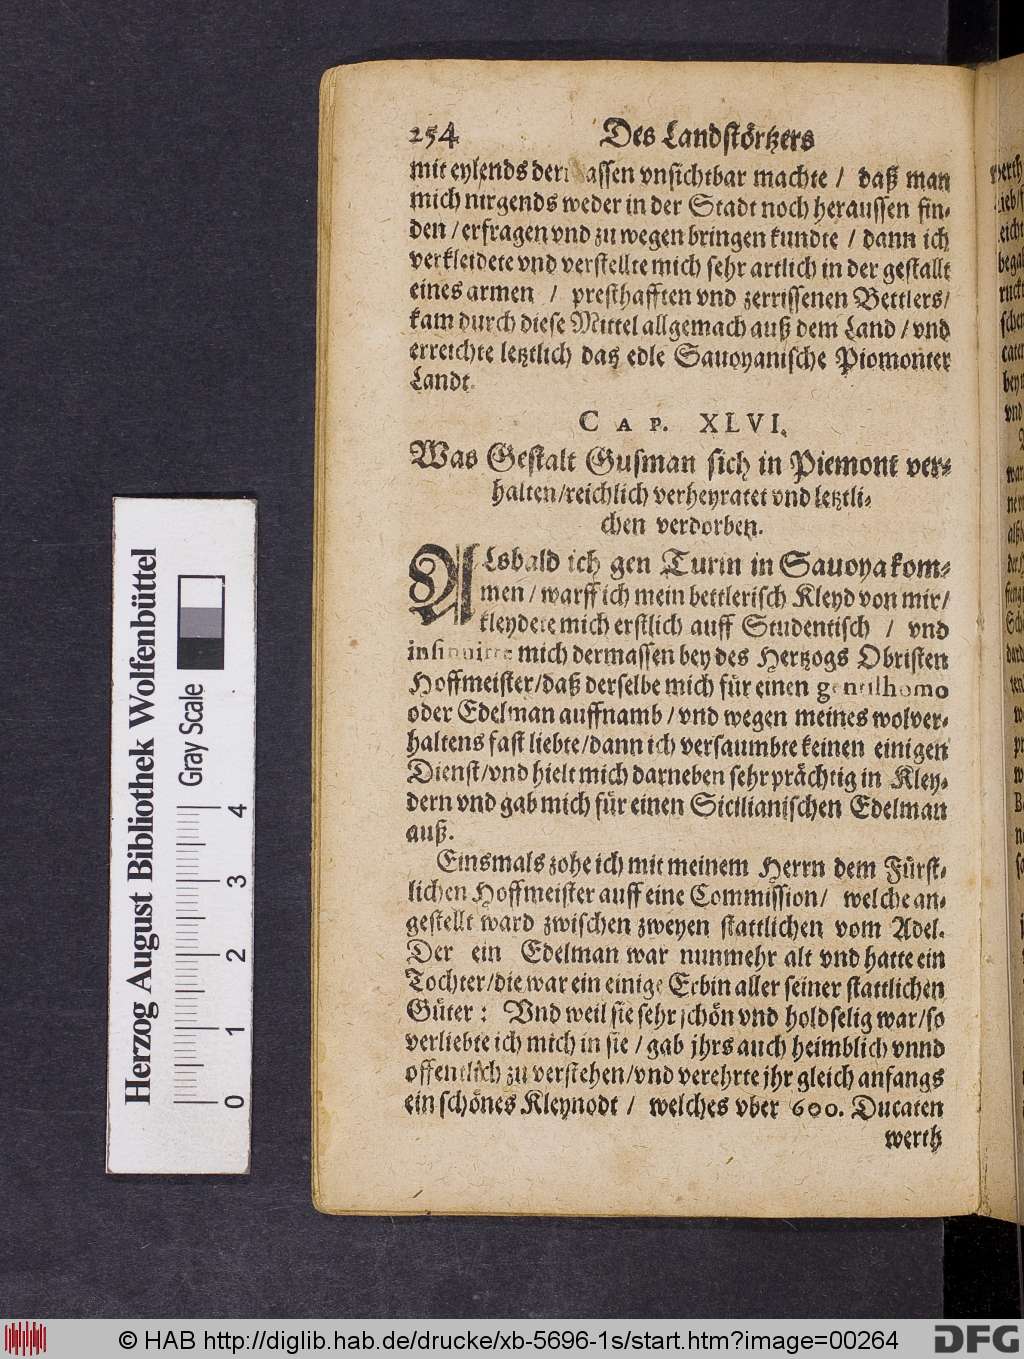 254 Des Landstörtzers
mit eylends vnsichtbar machte / daß man
mich nirgends weder in der Stadt noch heraussen fin-
den / erfragen vnd zu wegen bringen kundte / dann ich
verkleidete vnd verstellte mich sehr artlich in der gestallt
eines armen / presthafften vnd zerrissenen Bettlers /
kam durch diese Mittel allgemach auß dem Land / vnd
erreichte letztlich das edle Sauoyanische Piomonter
Landt.
CAP. XLVI.
Was Gestalt Gusman sich in Piemont ver-
halten / reichlich verheyratet vnd letztli-
chen verdorben.
ALsbald ich gen Turin in Sauoya kom-
men / warff ich mein bettlerisch Kleyd von mir /
kleydete mich erstlich auff Studentisch / vnd
insinuirte mich dermassen bey des Hertzogs Obristen
Hoffmeister / daß derselbe mich für einen gentilhomo
oder Edelman auffnamb / vnd wegen meines wolver-
haltens fast liebte / dann ich versaumbte keinen einigen
Dienst / vnd hielt mich darneben sehr prächtig in Kley-
dern vnd gab mich für einen Sicilianischen Edelman
auß.
Einsmals zohe ich mit meinem Herrn dem Fürst-
lichen Hoffmeister auff eine Commission / welche an-
gestellt ward zwischen zweyen stattlichen vom Adel.
Der ein Edelman war nunmehr alt vnd hatte ein
Tochter / die war ein einige Erbin aller seiner stattlichen
Güter : Vnd weil sie sehr schön vnd holdselig war / so
verliebte ich mich in sie / gab jhrs auch heimblich vnnd
offentlich zu verstehen / vnd verehrte jhr gleich anfangs
ein schönes Kleynodt / welches vber 600. Ducaten
werth
Herzog August Bibliothek Wolfenbüttel
Gray Scale
0 1 2 3 4
© HAB http://diglib.hab.de/drucke/xb-5696-1s/start.htm?image=00264
DFG